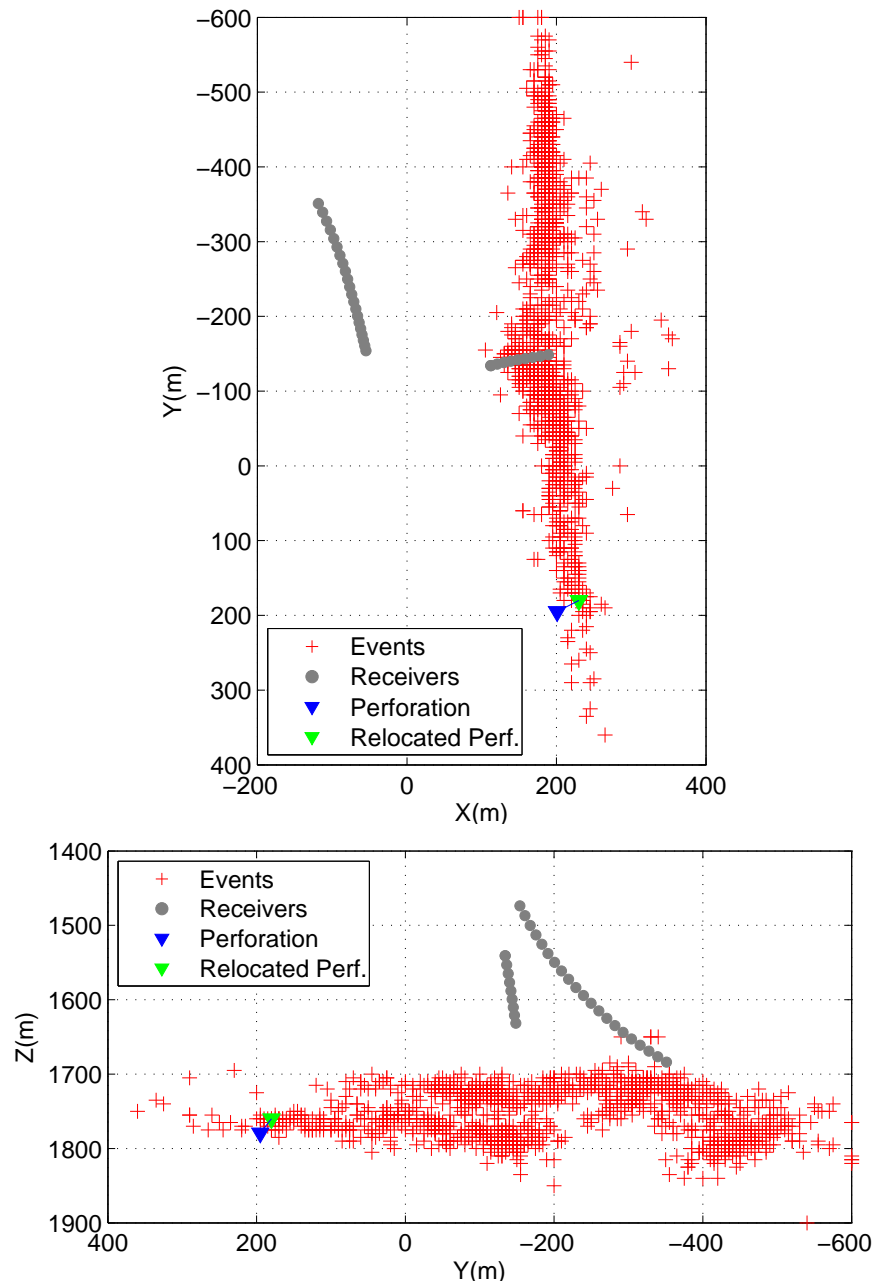 −600
−500
−400
−300
−200
−100
0
100
200
300
400
Y(m)
Events
Receivers
Perforation
Relocated Perf.
−200 0 200 400
X(m)
1400
1500
1600
1700
1800
1900
Z(m)
Events
Receivers
Perforation
Relocated Perf.
400 200 0 −200 −400 −600
Y(m)